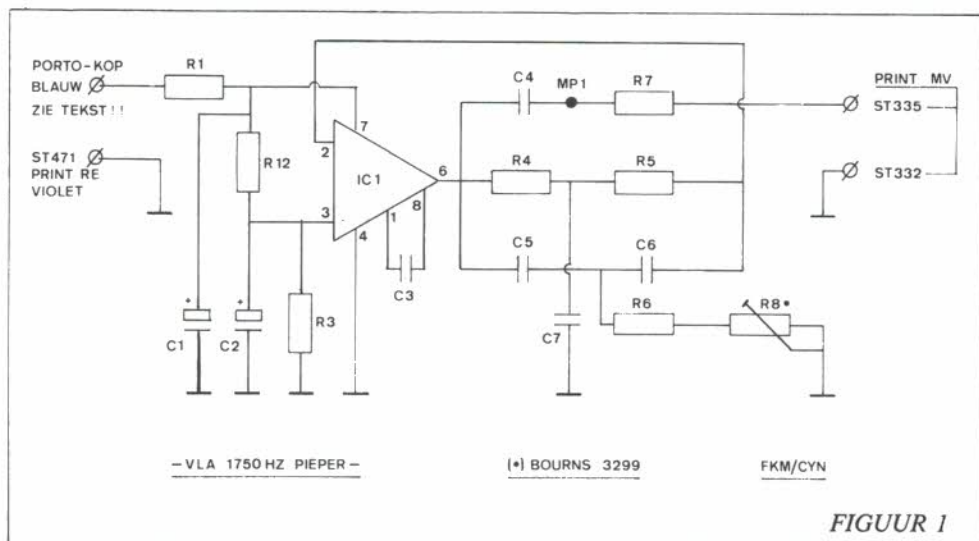 PORTO-KOP
BLAUW
ZIE TEKST!!
R1
C4
MP1
R7
PRINT MV
ST335
ST471
PRINT RE
VIOLET
R12
2
7
IC1
6
R4
R5
ST332
3
4
1
8
C3
C5
C6
R3
R6
R8*
C7
+
C1
+
C2
-VLA 1750HZ PIEPER-
(*) BOURNS 3299
FKM/CYN
FIGUUR 1